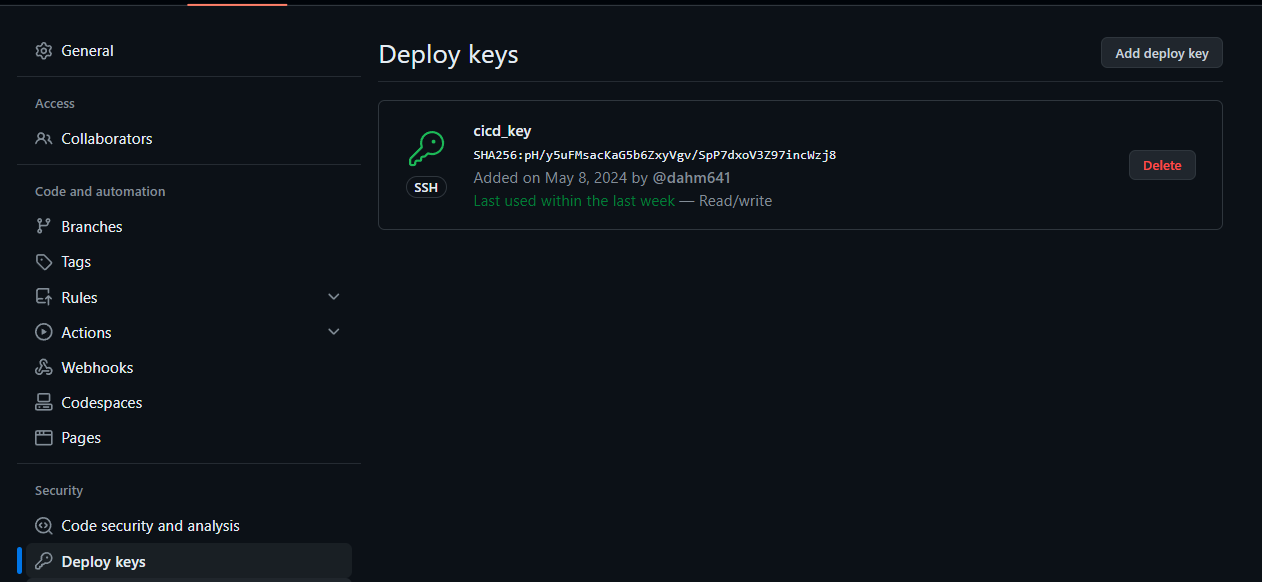 General
Access
Collaborators
Code and automation
Branches
Tags
Rules
Actions
Webhooks
Codespaces
Pages
Security
Code security and analysis
Deploy keys
Deploy keys
Add deploy key
cicd_key
SHA256:pH/y5uFMsacKaG5b6ZxyVgv/SpP7dxoV3Z97incWzj8
Added on May 8, 2024 by @dahm641
Last used within the last week — Read/write
SSH
Delete